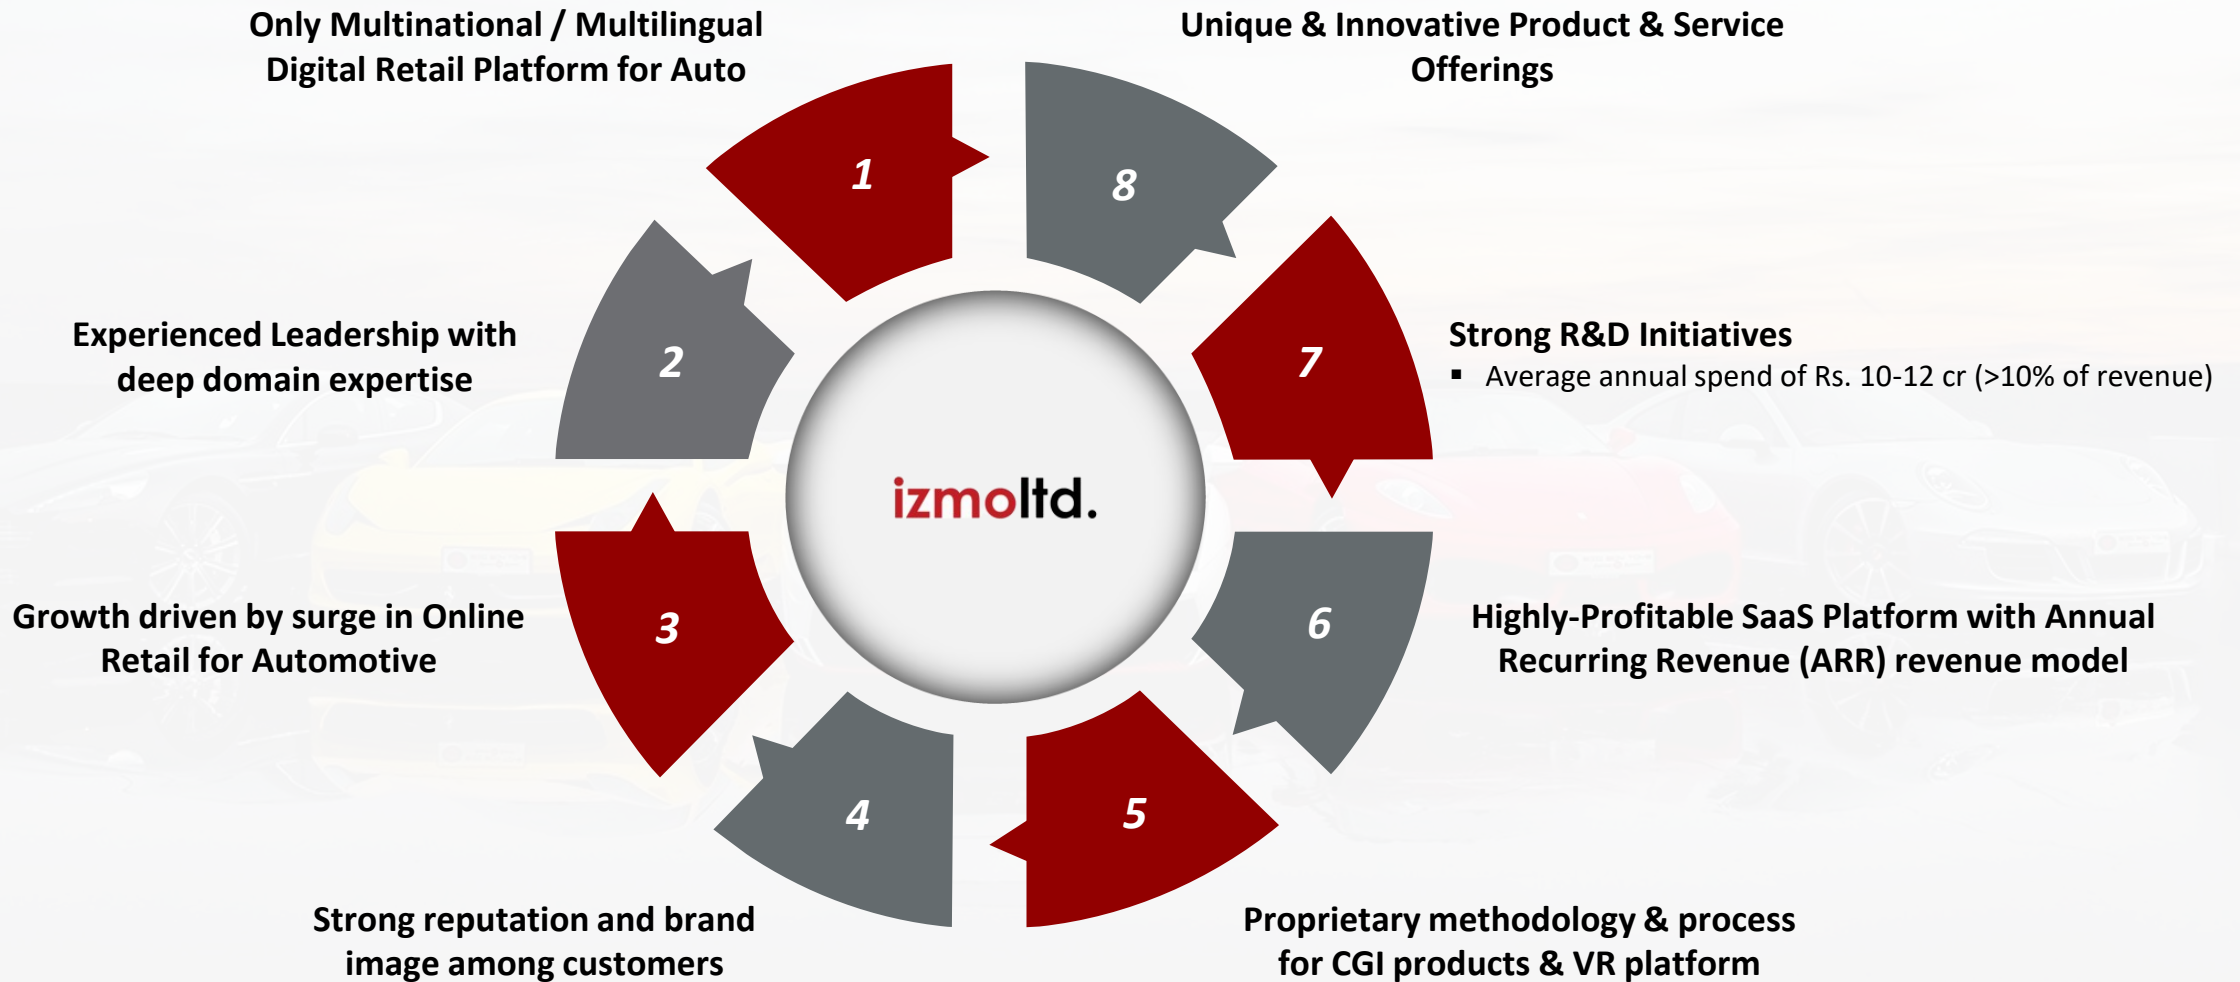 Only Multinational / Multilingual
Digital Retail Platform for Auto
1
Unique & Innovative Product & Service
Offerings
8
Experienced Leadership with
deep domain expertise
2
Strong R&D Initiatives
▪ Average annual spend of Rs. 10-12 cr (>10% of revenue)
7
izmoltd.
Growth driven by surge in Online
Retail for Automotive
3
Highly-Profitable SaaS Platform with Annual
Recurring Revenue (ARR) revenue model
6
Strong reputation and brand
image among customers
4
Proprietary methodology & process
for CGI products & VR platform
5